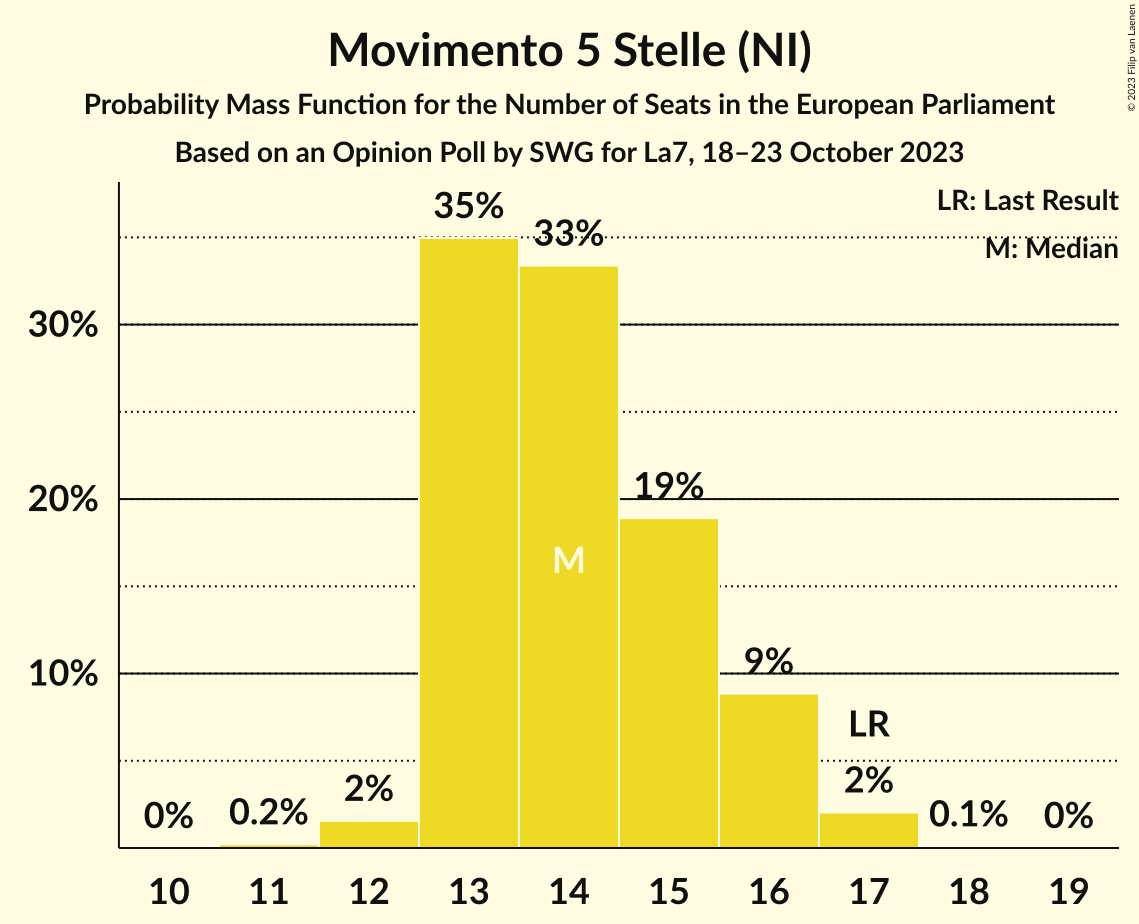 Movimento 5 Stelle (NI)
Probability Mass Function for the Number of Seats in the European Parliament
Based on an Opinion Poll by SWG for La7, 18–23 October 2023
© 2023 Filip van Laenen
LR: Last Result
M: Median
35%
33%
30%
20%
19%
M
10%
9%
LR
0%
0.2%
2%
2%
0.1%
0%
10 11 12 13 14 15 16 17 18 19